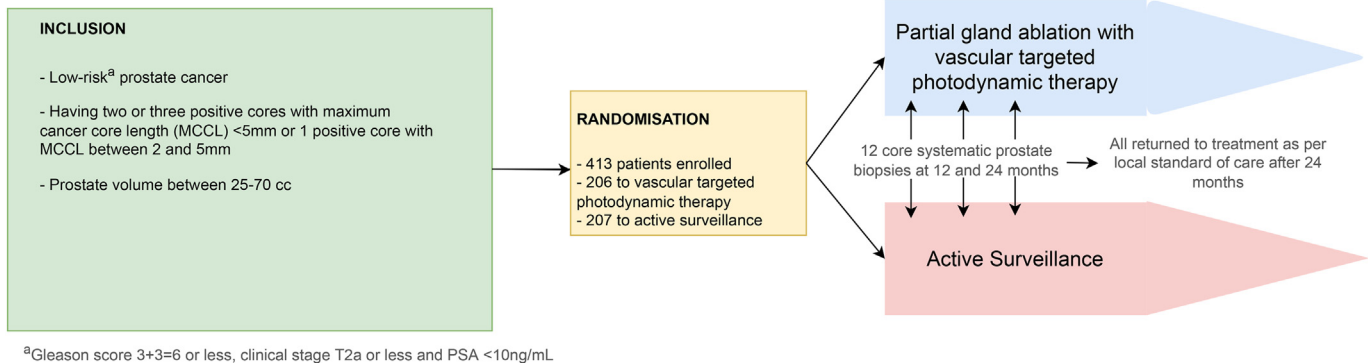 INCLUSION
- Low-riskª prostate cancer
- Having two or three positive cores with maximum
cancer core length (MCCL) <5mm or 1 positive core with
MCCL between 2 and 5mm
- Prostate volume between 25-70 cc
RANDOMISATION
- 413 patients enrolled
- 206 to vascular targeted
photodynamic therapy
- 207 to active surveillance
Partial gland ablation with
vascular targeted
photodynamic therapy
12 core systematic prostate
biopsies at 12 and 24 months
All returned to treatment as per
local standard of care after 24
months
Active Surveillance
ªGleason score 3+3=6 or less, clinical stage T2a or less and PSA <10ng/mL